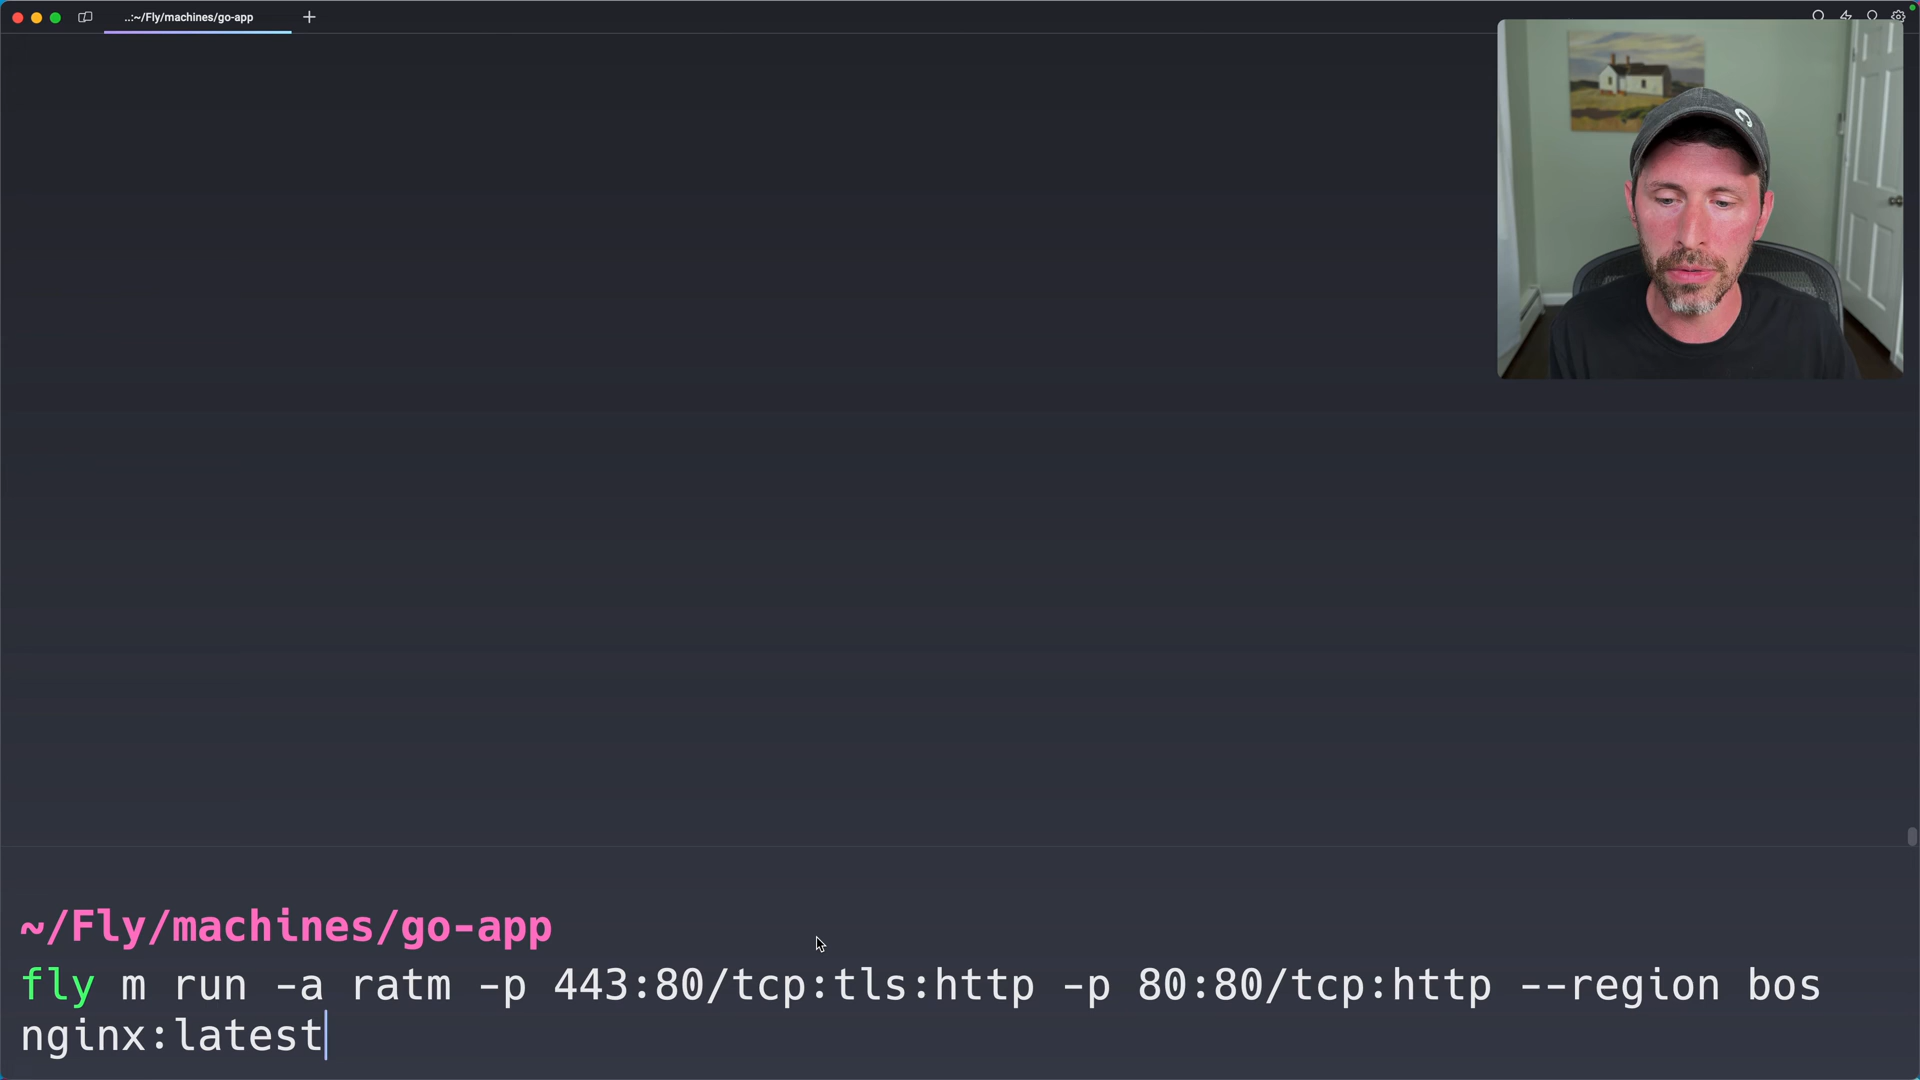 ..:~/Fly/machines/go-app
~/Fly/machines/go-app
fly m run -a ratm -p 443:80/tcp:tls:http -p 80:80/tcp:http --region bos
nginx:latest